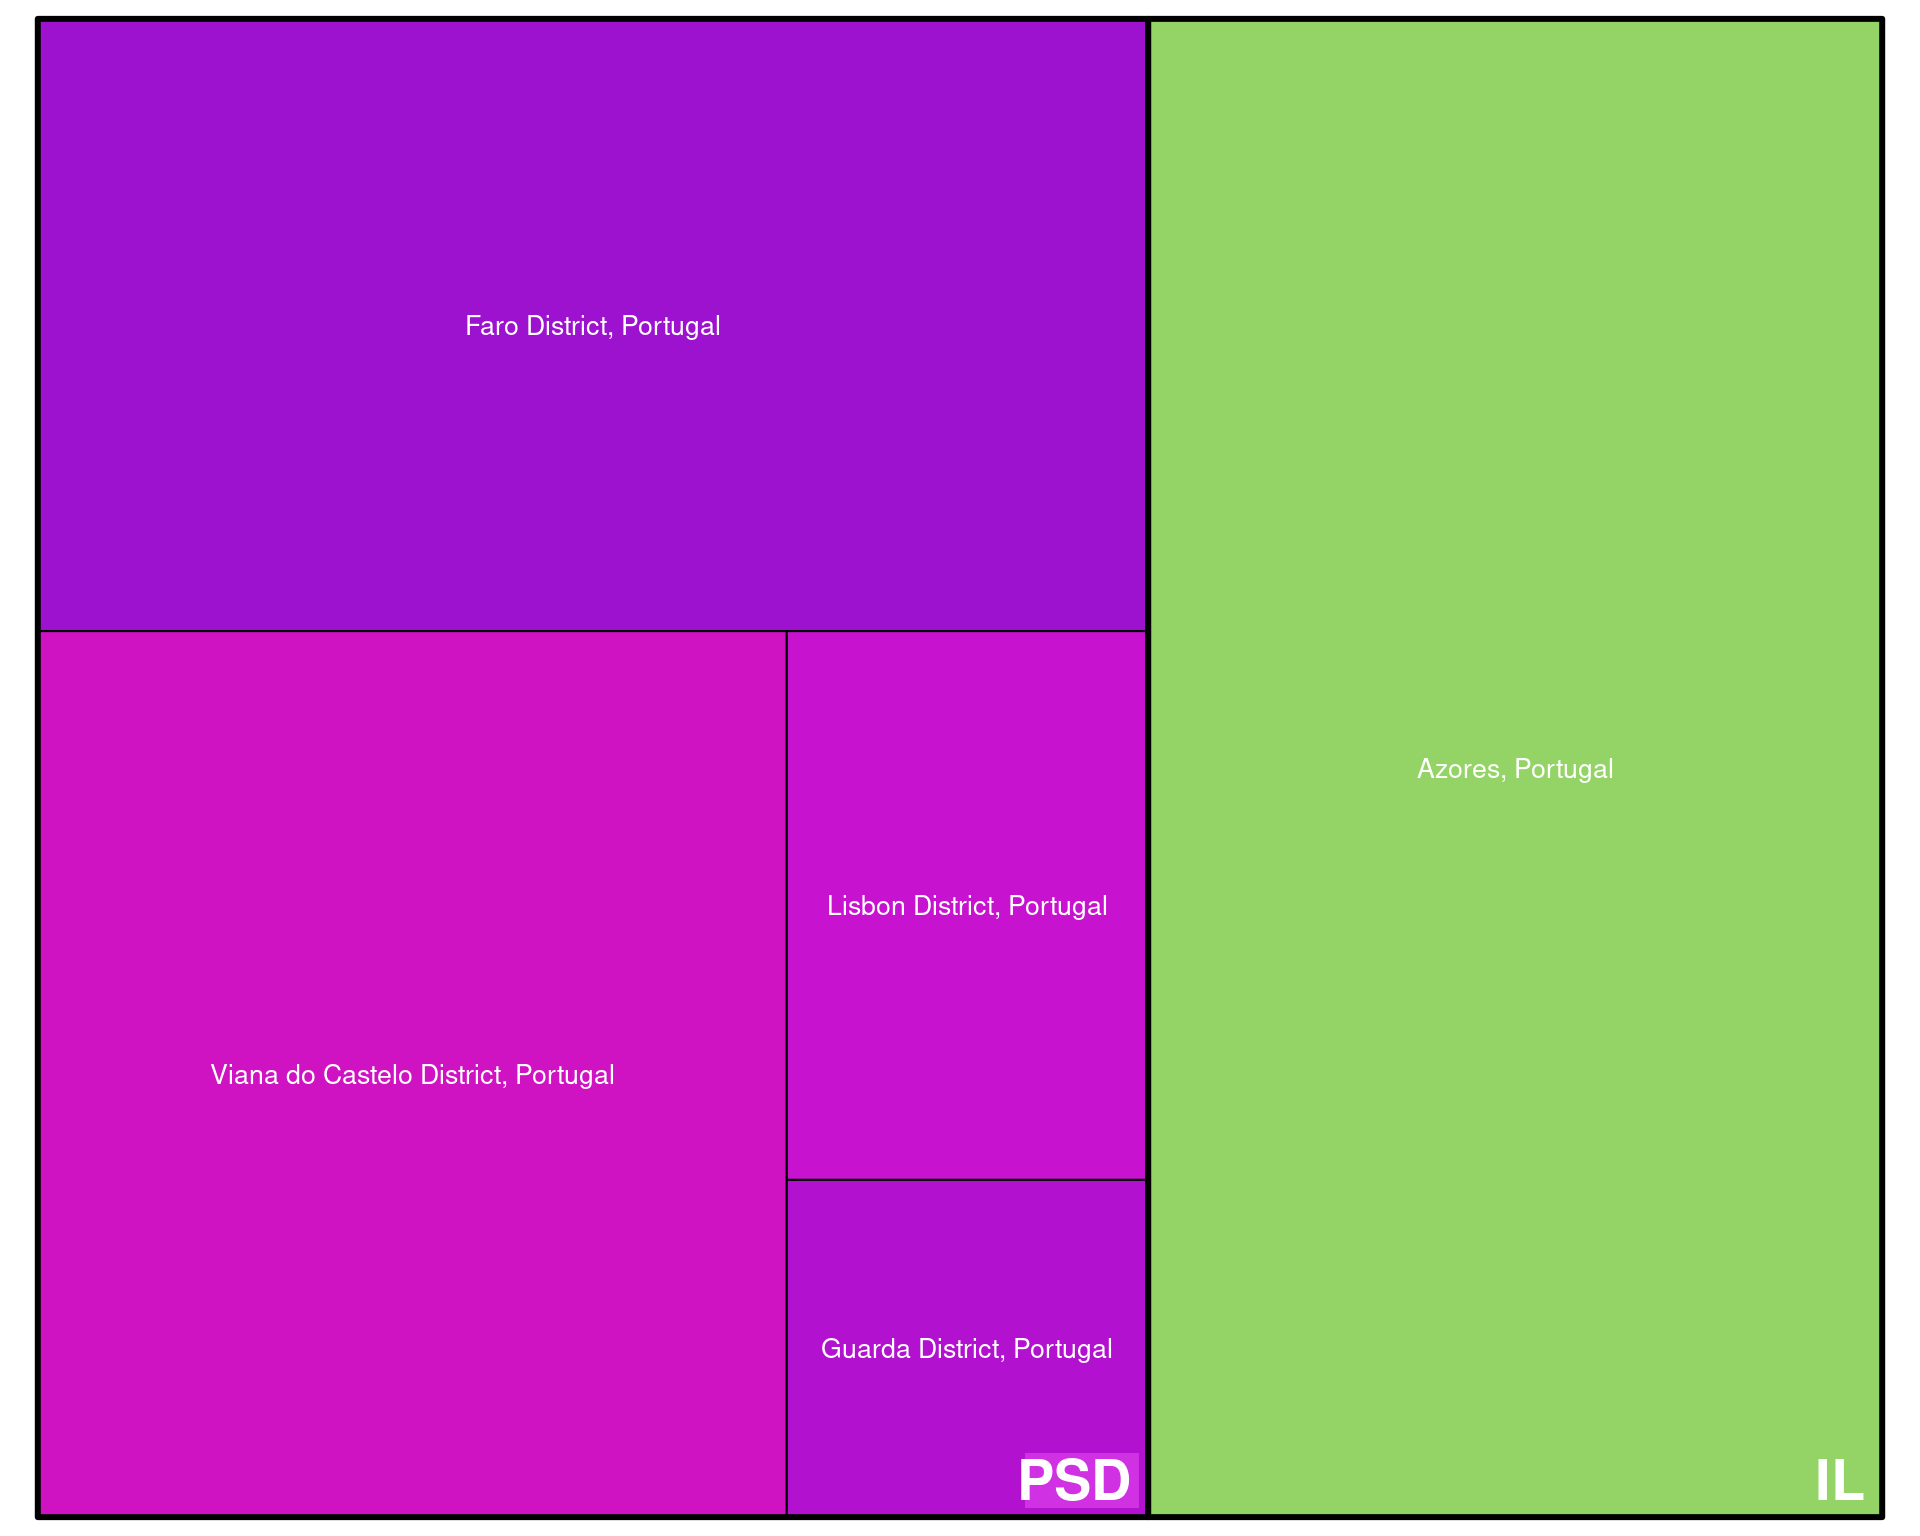 Faro District, Portugal
Azores, Portugal
Lisbon District, Portugal
Viana do Castelo District, Portugal
Guarda District, Portugal
PSD
IL